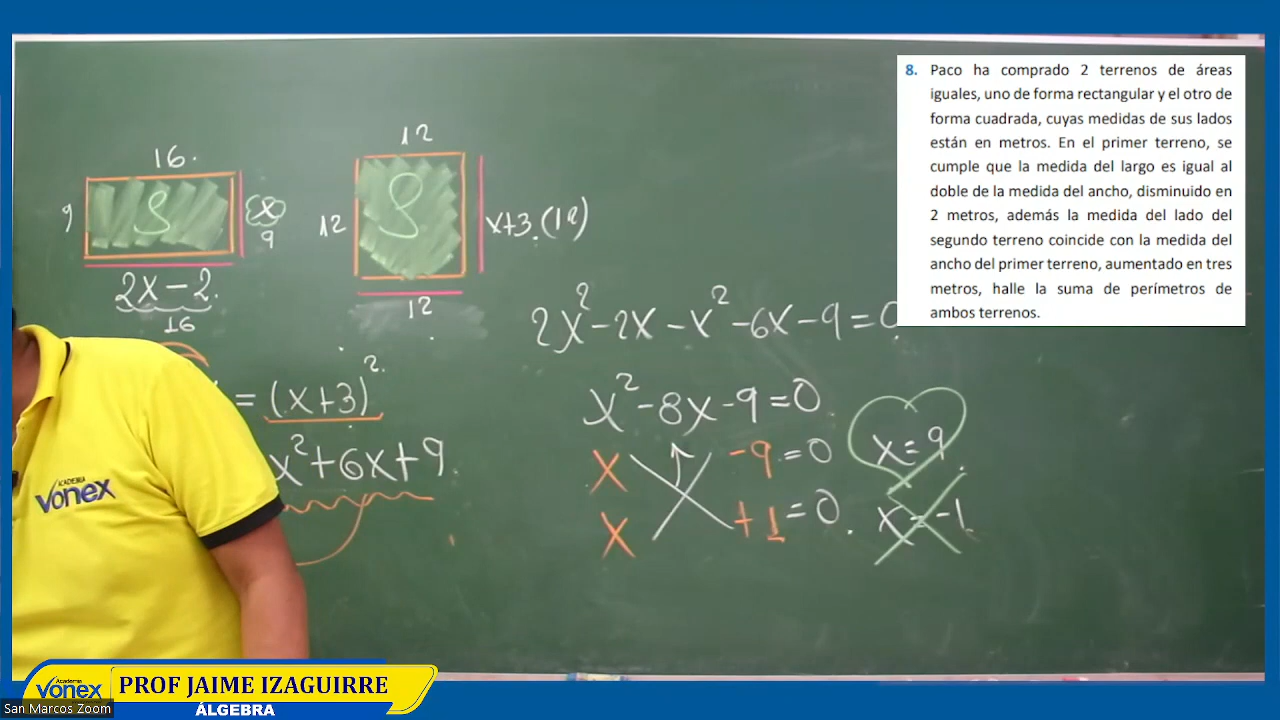 8. Paco ha comprado 2 terrenos de áreas
iguales, uno de forma rectangular y el otro de
forma cuadrada, cuyas medidas de sus lados
están en metros. En el primer terreno, se
cumple que la medida del largo es igual al
doble de la medida del ancho, disminuido en
2 metros, además la medida del lado del
segundo terreno coincide con la medida del
ancho del primer terreno, aumentado en tres
metros, halle la suma de perímetros de
ambos terrenos.
16.
9
S
x
9
2x-2.
16
12
12
S
x+3.(12)
12
= (x+3)².
x²+6x+9.
2x²-2x-x²-6x-9=0
x²-8x-9=0.
x -9=0 x=9.
x +1=0. x=-1
ACADEMIA
vonex
Academia
vonex
PROF JAIME IZAGUIRRE
ÁLGEBRA
San Marcos Zoom